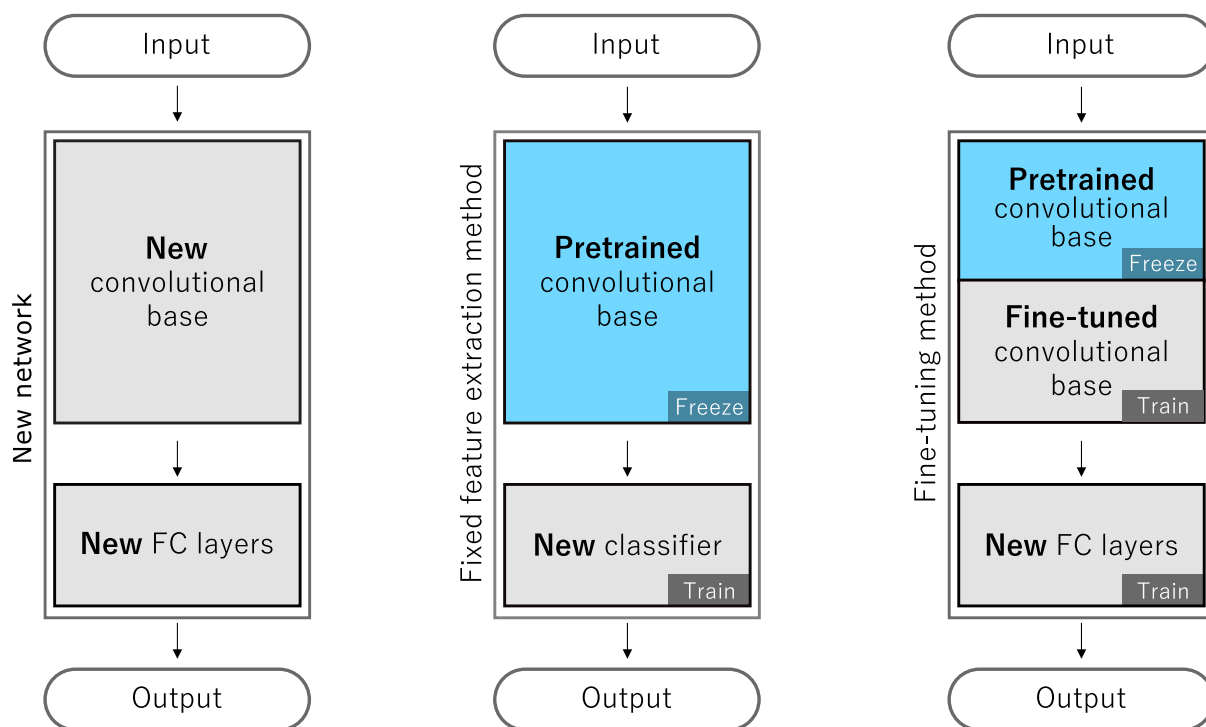 Input
New network
New
convolutional
base
New FC layers
Output
Input
Fixed feature extraction method
Pretrained
convolutional
base
Freeze
New classifier
Train
Output
Input
Fine-tuning method
Pretrained
convolutional
base
Freeze
Fine-tuned
convolutional
base
Train
New FC layers
Train
Output